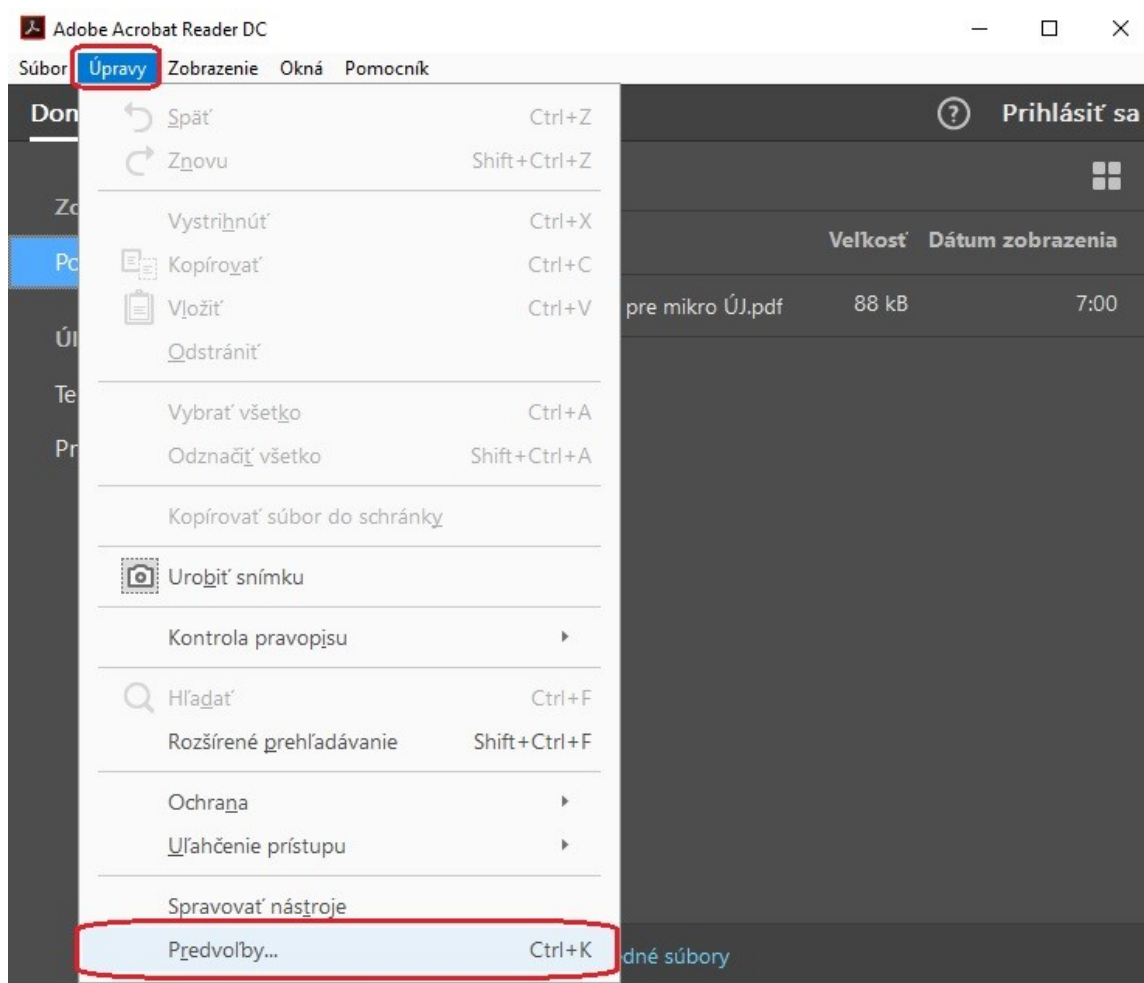 Adobe Acrobat Reader DC
Súbor Úpravy Zobrazenie Okná Pomocník
Prihlásiť sa
Späť Ctrl+Z
Znovu Shift+Ctrl+Z
Vystrihnúť Ctrl+X
Veľkosť Dátum zobrazenia
Kopírovať Ctrl+C
Vložiť Ctrl+V
pre mikro ÚJ.pdf 88 kB 7:00
Odstrániť
Vybrať všetko Ctrl+A
Odznačiť všetko Shift+Ctrl+A
Kopírovať súbor do schránky
Urobiť snímku
Kontrola pravopisu
Hľadať Ctrl+F
Rozšírené prehľadávanie Shift+Ctrl+F
Ochrana
Uľahčenie prístupu
Spravovať nástroje
Predvoľby... Ctrl+K
súbory